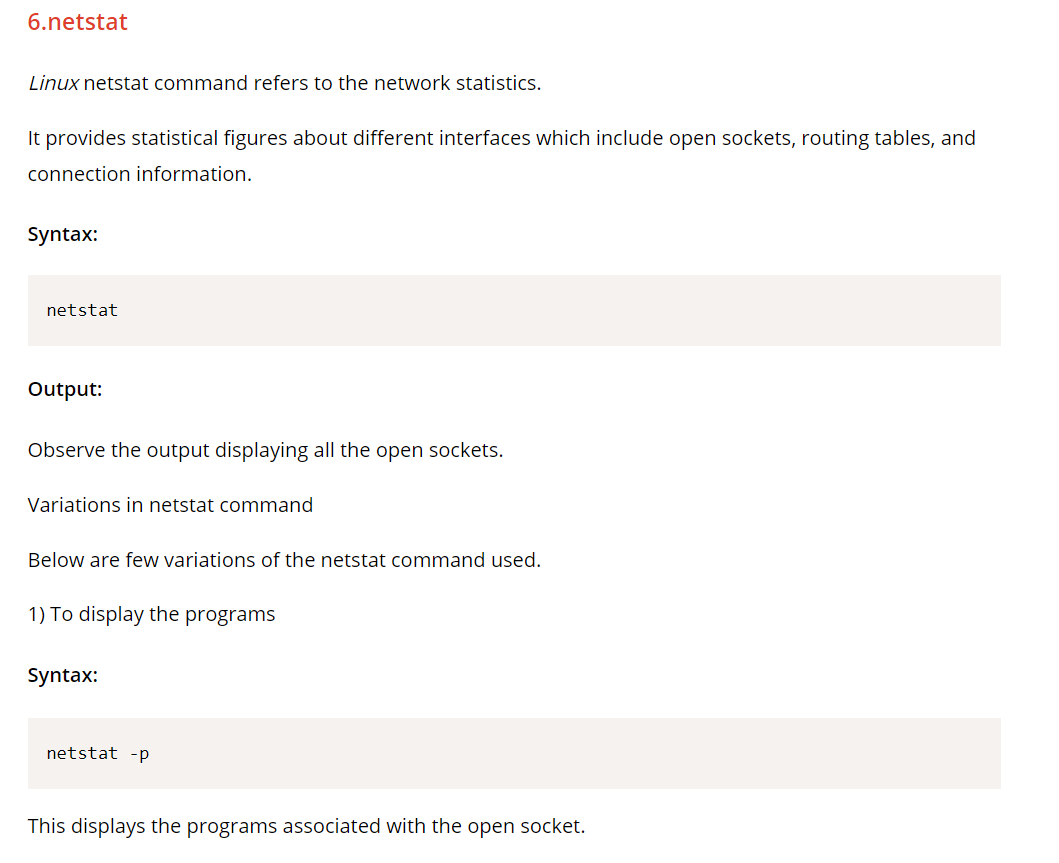 6.netstat
Linux netstat command refers to the network statistics.
It provides statistical figures about different interfaces which include open sockets, routing tables, and
connection information.
Syntax:
netstat
Output:
Observe the output displaying all the open sockets.
Variations in netstat command
Below are few variations of the netstat command used.
1) To display the programs
Syntax:
netstat -p
This displays the programs associated with the open socket.